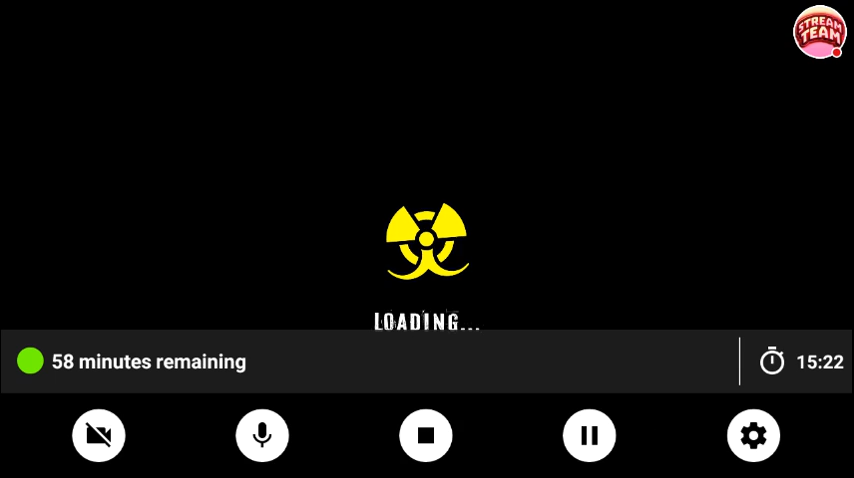 STREAM
TEAM
LOADING...
58 minutes remaining
15:22